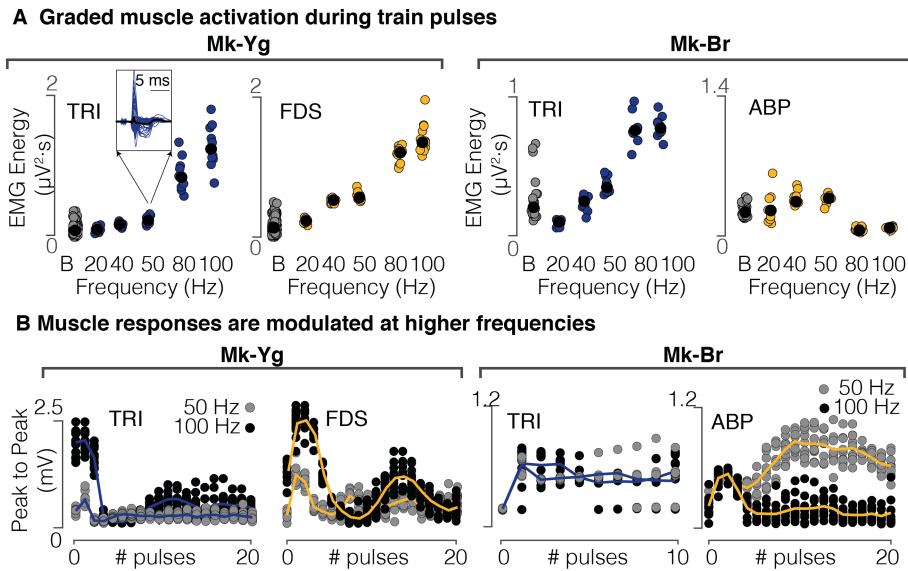 A Graded muscle activation during train pulses
Mk-Yg
Mk-Br
2
TRI
5 ms
EMG Energy
(µV²·s)
0
B 20 40 50 80 100
Frequency (Hz)
2
FDS
0
B 20 40 50 80 100
Frequency (Hz)
1
TRI
EMG Energy
(µV²·s)
0
B 20 40 50 80 100
Frequency (Hz)
1.4
ABP
0
B 20 40 50 80 100
Frequency (Hz)
B Muscle responses are modulated at higher frequencies
Mk-Yg
Mk-Br
2.5
TRI
50 Hz
100 Hz
Peak to Peak
(mV)
0
0 20
# pulses
FDS
0 20
# pulses
1.2
TRI
0 10
# pulses
1.2
ABP
50 Hz
100 Hz
0 20
# pulses